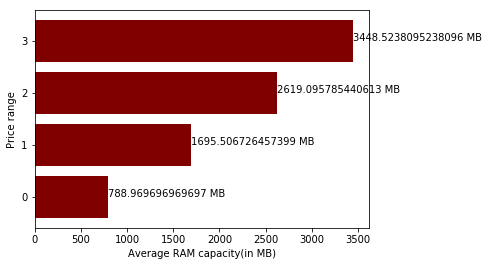 3
3448.5238095238096 MB
2
2619.095785440613 MB
Price range
1
1695.506726457399 MB
0
788.969696969697 MB
0 500 1000 1500 2000 2500 3000 3500
Average RAM capacity(in MB)